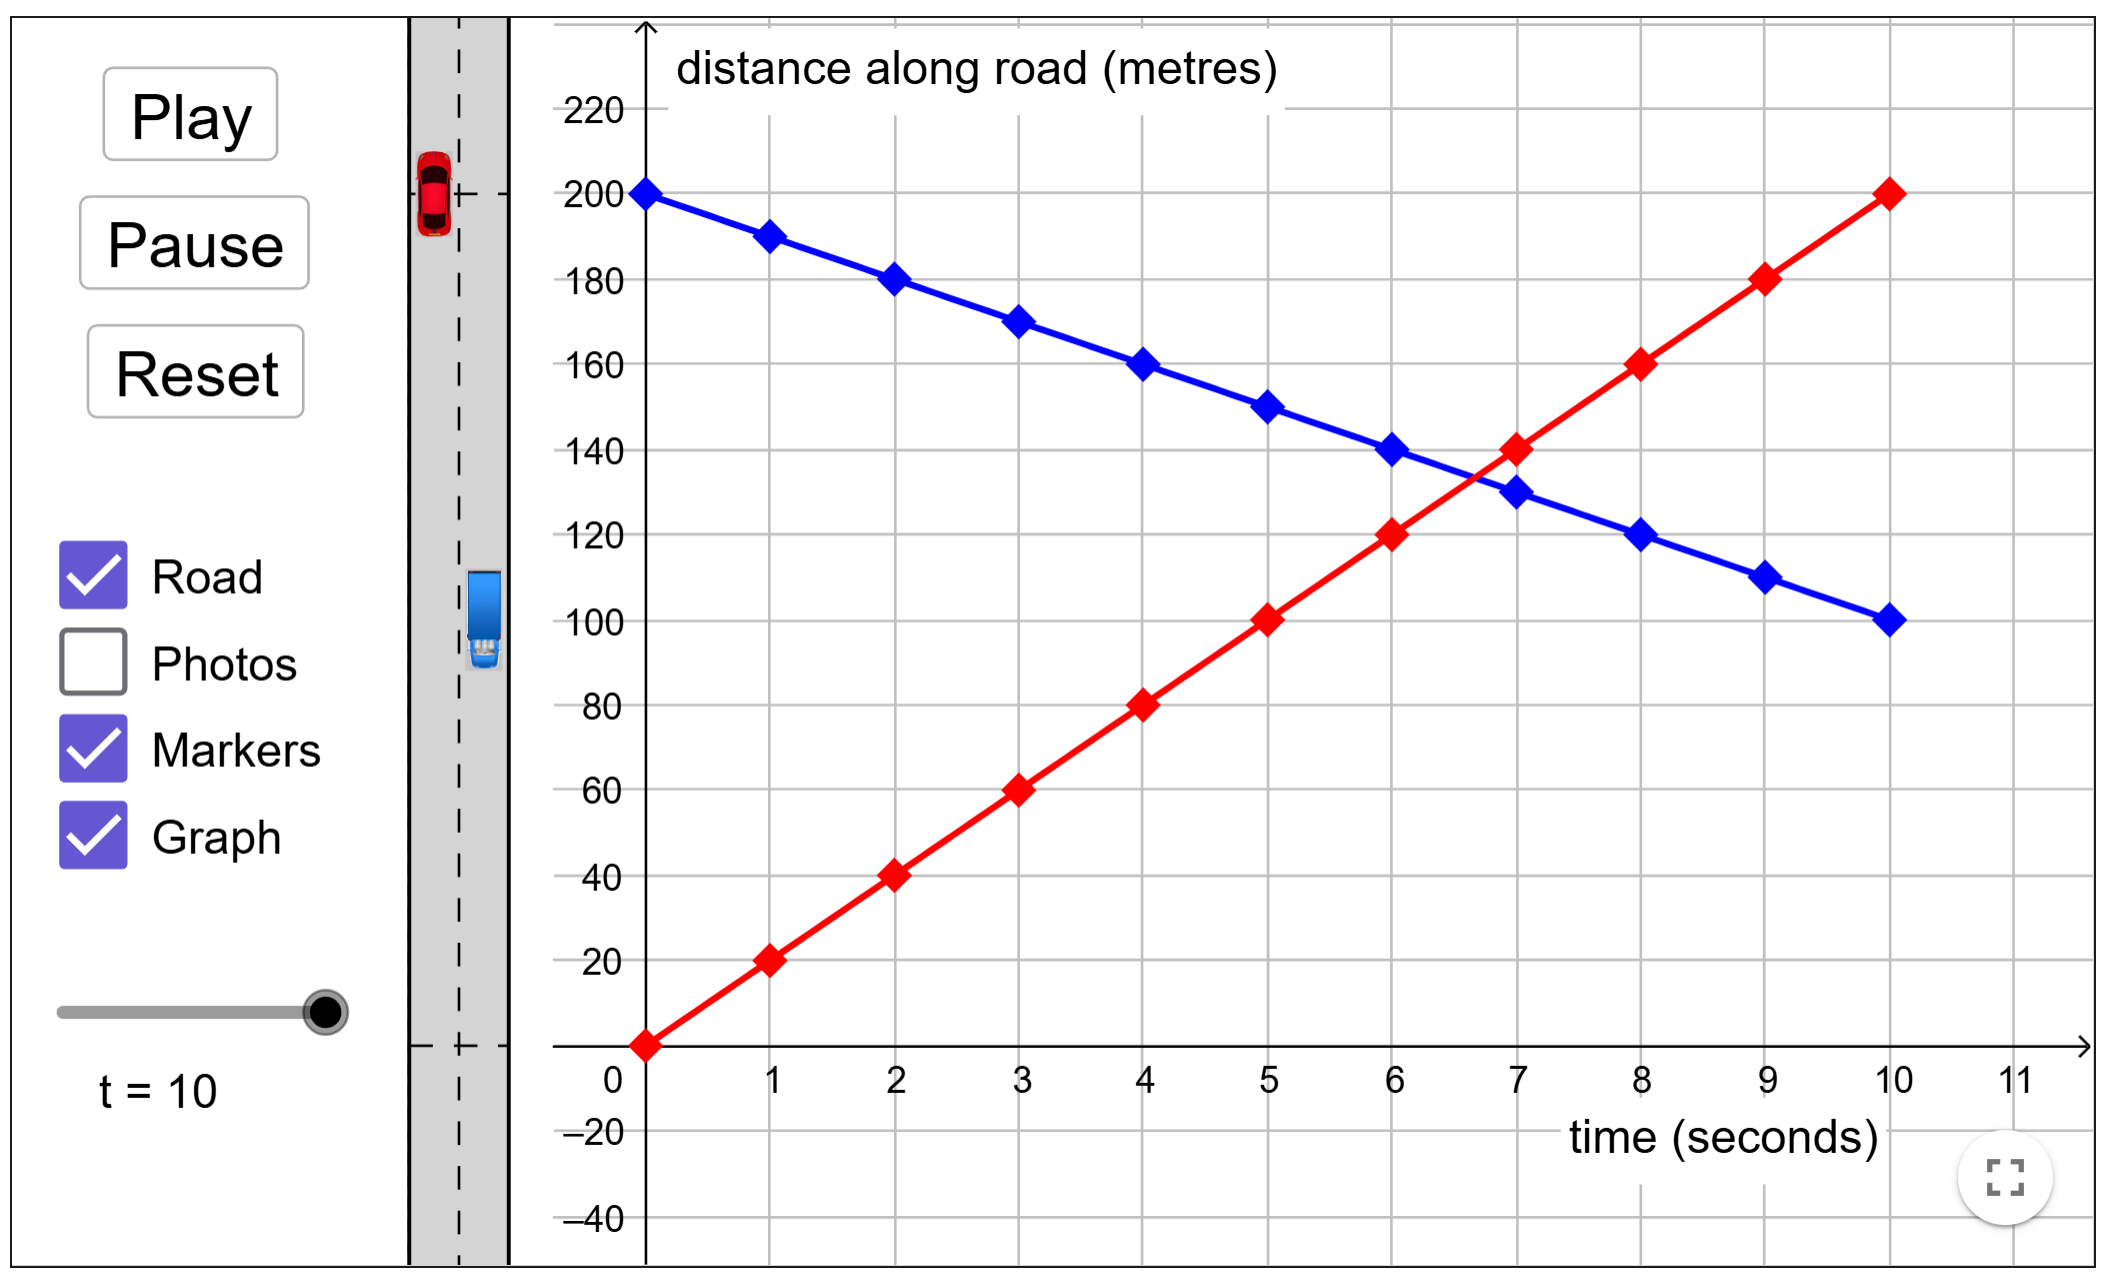 Play
Pause
Reset
Road
Photos
Markers
Graph
t = 10
distance along road (metres)
220
200
180
160
140
120
100
80
60
40
20
0 1 2 3 4 5 6 7 8 9 10 11
–20
time (seconds)
–40